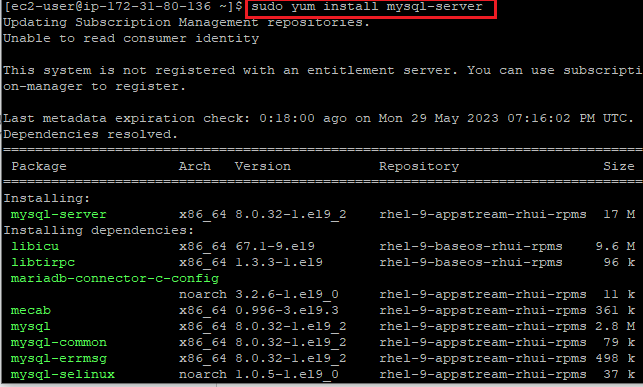 [ec2-user@ip-172-31-80-136 ~]$ sudo yum install mysql-server
Updating Subscription Management repositories.
Unable to read consumer identity
This system is not registered with an entitlement server. You can use subscripti
on-manager to register.
Last metadata expiration check: 0:18:00 ago on Mon 29 May 2023 07:16:02 PM UTC.
Dependencies resolved.
================================================================================
Package Arch Version Repository Size
================================================================================
Installing:
mysql-server x86_64 8.0.32-1.el9_2 rhel-9-appstream-rhui-rpms 17 M
Installing dependencies:
libicu x86_64 67.1-9.el9 rhel-9-baseos-rhui-rpms 9.6 M
libtirpc x86_64 1.3.3-1.el9 rhel-9-baseos-rhui-rpms 96 k
mariadb-connector-c-config
noarch 3.2.6-1.el9_0 rhel-9-appstream-rhui-rpms 11 k
mecab x86_64 0.996-3.el9.3 rhel-9-appstream-rhui-rpms 361 k
mysql x86_64 8.0.32-1.el9_2 rhel-9-appstream-rhui-rpms 2.8 M
mysql-common x86_64 8.0.32-1.el9_2 rhel-9-appstream-rhui-rpms 79 k
mysql-errmsg x86_64 8.0.32-1.el9_2 rhel-9-appstream-rhui-rpms 498 k
mysql-selinux noarch 1.0.5-1.el9_0 rhel-9-appstream-rhui-rpms 37 k